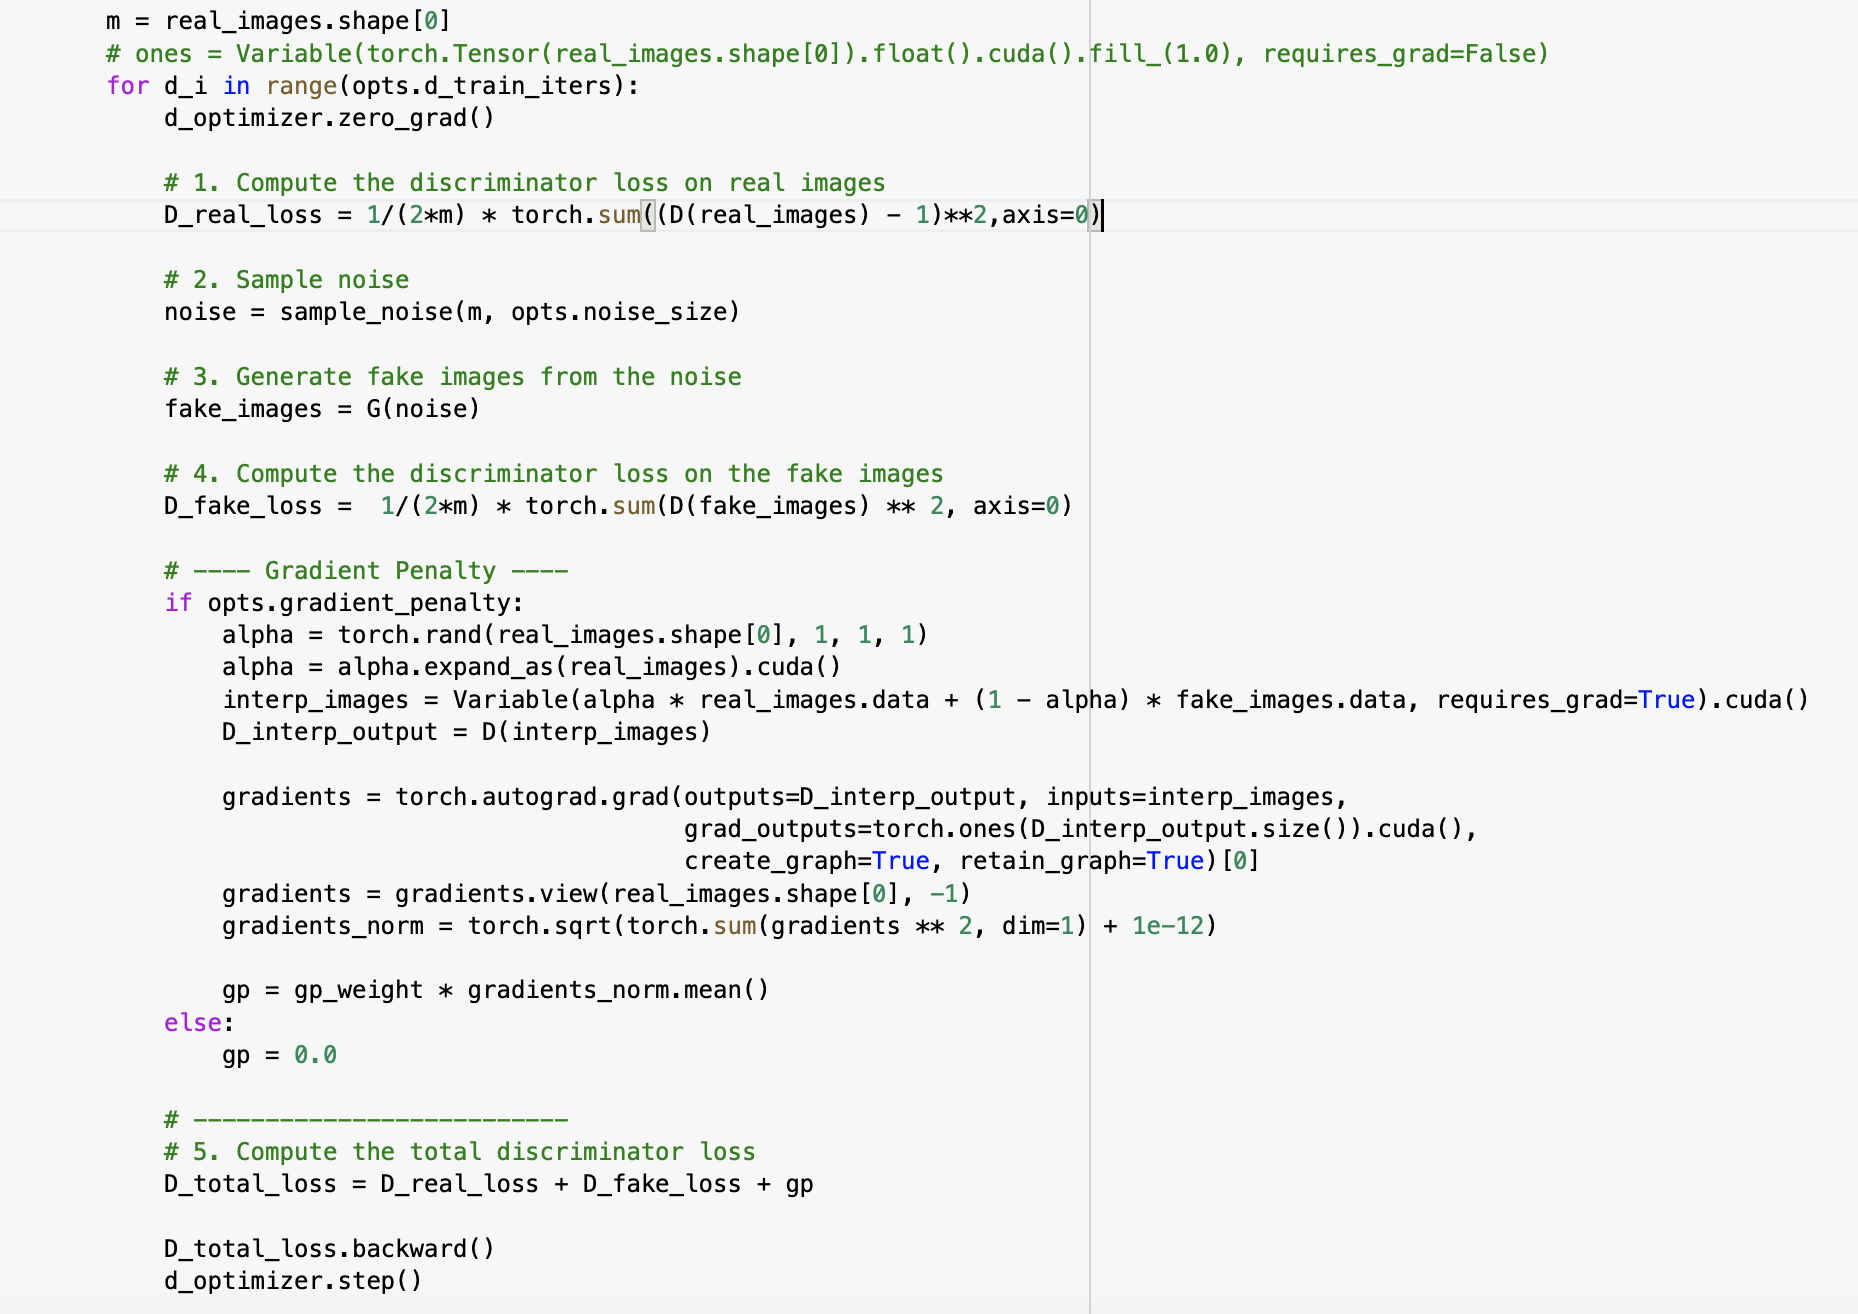 m = real_images.shape[0]
# ones = Variable(torch.Tensor(real_images.shape[0]).float().cuda().fill_(1.0), requires_grad=False)
for d_i in range(opts.d_train_iters):
    d_optimizer.zero_grad()

    # 1. Compute the discriminator loss on real images
    D_real_loss = 1/(2*m) * torch.sum((D(real_images) - 1)**2,axis=0)

    # 2. Sample noise
    noise = sample_noise(m, opts.noise_size)

    # 3. Generate fake images from the noise
    fake_images = G(noise)

    # 4. Compute the discriminator loss on the fake images
    D_fake_loss =  1/(2*m) * torch.sum(D(fake_images) ** 2, axis=0)

    # ---- Gradient Penalty ----
    if opts.gradient_penalty:
        alpha = torch.rand(real_images.shape[0], 1, 1, 1)
        alpha = alpha.expand_as(real_images).cuda()
        interp_images = Variable(alpha * real_images.data + (1 - alpha) * fake_images.data, requires_grad=True).cuda()
        D_interp_output = D(interp_images)

        gradients = torch.autograd.grad(outputs=D_interp_output, inputs=interp_images,
                                        grad_outputs=torch.ones(D_interp_output.size()).cuda(),
                                        create_graph=True, retain_graph=True)[0]
        gradients = gradients.view(real_images.shape[0], -1)
        gradients_norm = torch.sqrt(torch.sum(gradients ** 2, dim=1) + 1e-12)

        gp = gp_weight * gradients_norm.mean()
    else:
        gp = 0.0

    # --------------------------
    # 5. Compute the total discriminator loss
    D_total_loss = D_real_loss + D_fake_loss + gp

    D_total_loss.backward()
    d_optimizer.step()